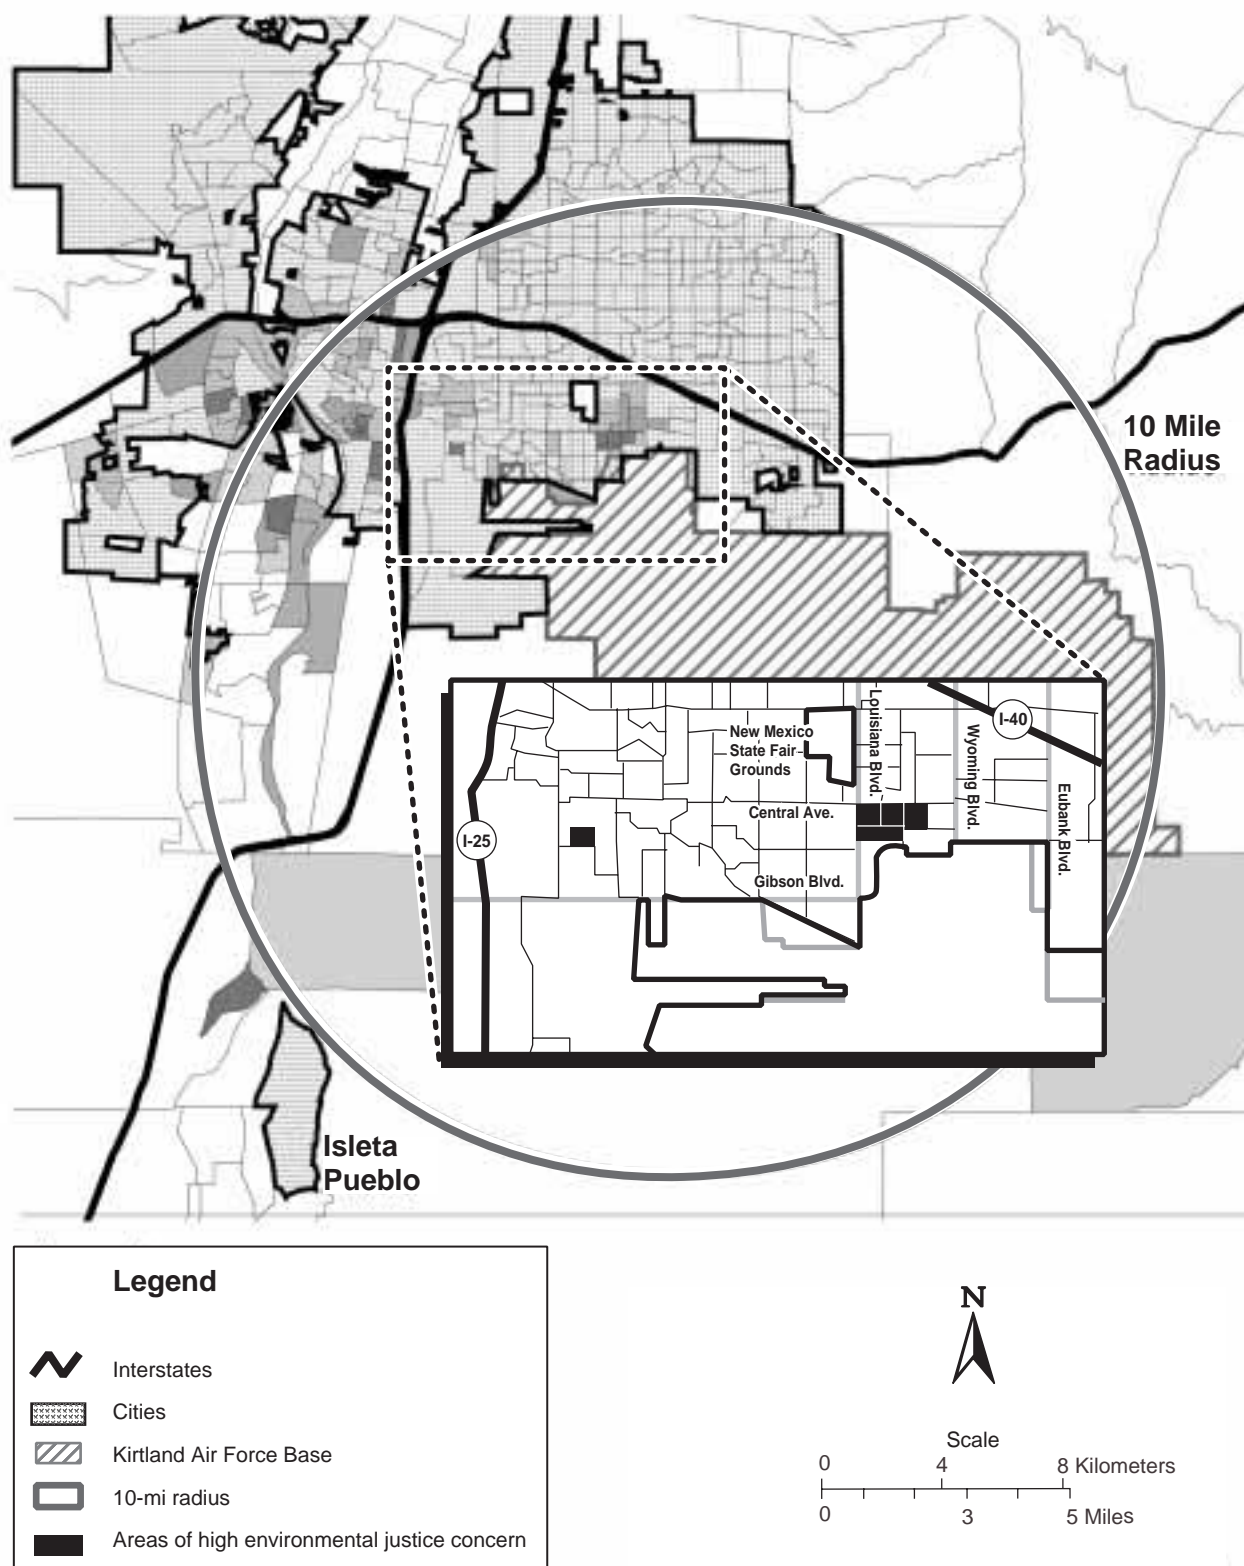 10 Mile
Radius
New Mexico
State Fair
Grounds
Louisiana Blvd.
I-40
Wyoming Blvd.
Eubank Blvd.
Central Ave.
I-25
Gibson Blvd.
Isleta
Pueblo
Legend
Interstates
Cities
Kirtland Air Force Base
10-mi radius
Areas of high environmental justice concern
N
Scale
0 4 8 Kilometers
0 3 5 Miles